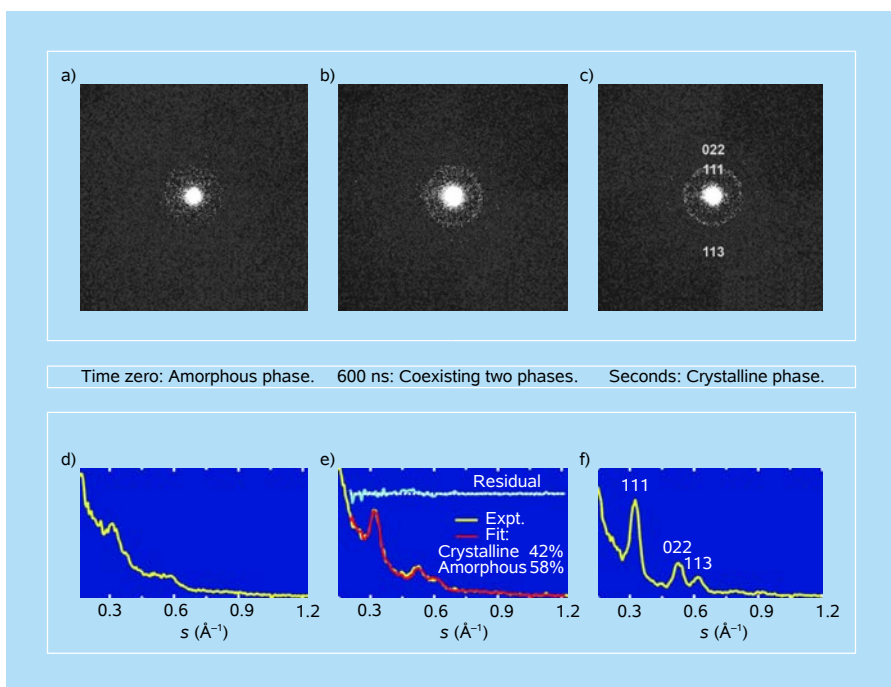 a)
b)
c)
022
111
113
Time zero: Amorphous phase.
600 ns: Coexisting two phases.
Seconds: Crystalline phase.
d)
e)
f)
Residual
Expt.
Fit:
Crystalline 42%
Amorphous 58%
111
022
113
0.3 0.6 0.9 1.2
s (Å⁻¹)
0.3 0.6 0.9 1.2
s (Å⁻¹)
0.3 0.6 0.9 1.2
s (Å⁻¹)